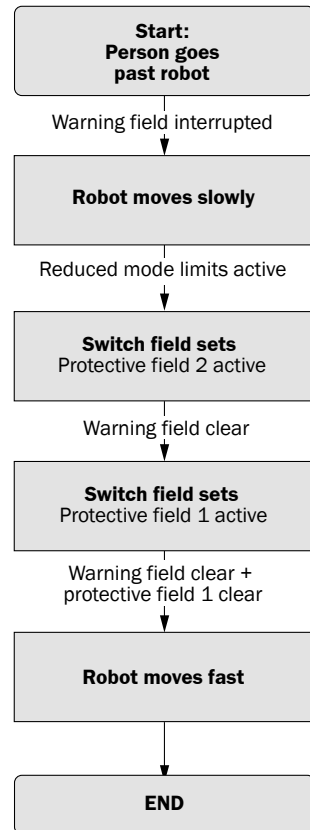 Start:
Person goes
past robot
Warning field interrupted
Robot moves slowly
Reduced mode limits active
Switch field sets
Protective field 2 active
Warning field clear
Switch field sets
Protective field 1 active
Warning field clear +
protective field 1 clear
Robot moves fast
END